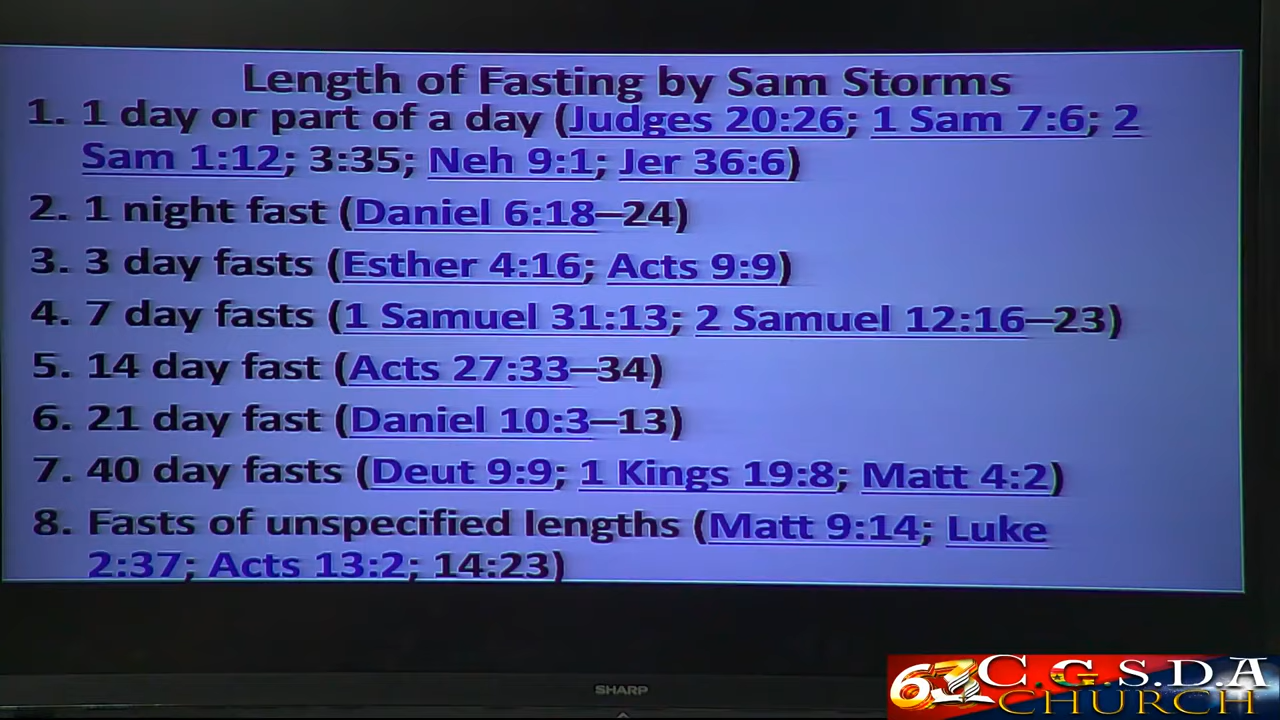 Length of Fasting by Sam Storms
1. 1 day or part of a day (Judges 20:26; 1 Sam 7:6; 2
Sam 1:12; 3:35; Neh 9:1; Jer 36:6)
2. 1 night fast (Daniel 6:18–24)
3. 3 day fasts (Esther 4:16; Acts 9:9)
4. 7 day fasts (1 Samuel 31:13; 2 Samuel 12:16–23)
5. 14 day fast (Acts 27:33–34)
6. 21 day fast (Daniel 10:3–13)
7. 40 day fasts (Deut 9:9; 1 Kings 19:8; Matt 4:2)
8. Fasts of unspecified lengths (Matt 9:14; Luke
2:37; Acts 13:2; 14:23)
SHARP
C.G.S.D.A
CHURCH